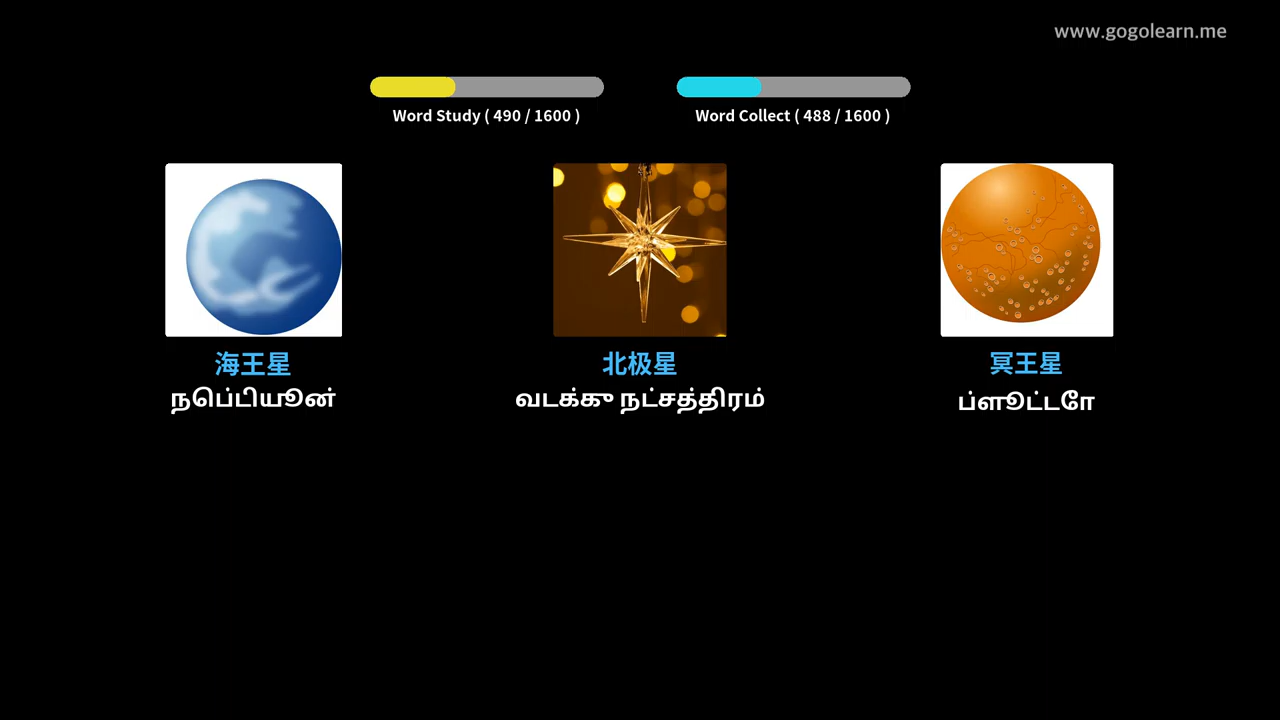 www.gogolearn.me
Word Study ( 490 / 1600 )
Word Collect ( 488 / 1600 )
海王星
北极星
冥王星
நெப்டியூன்
வடக்கு நட்சத்திரம்
ப்ளூட்டோ